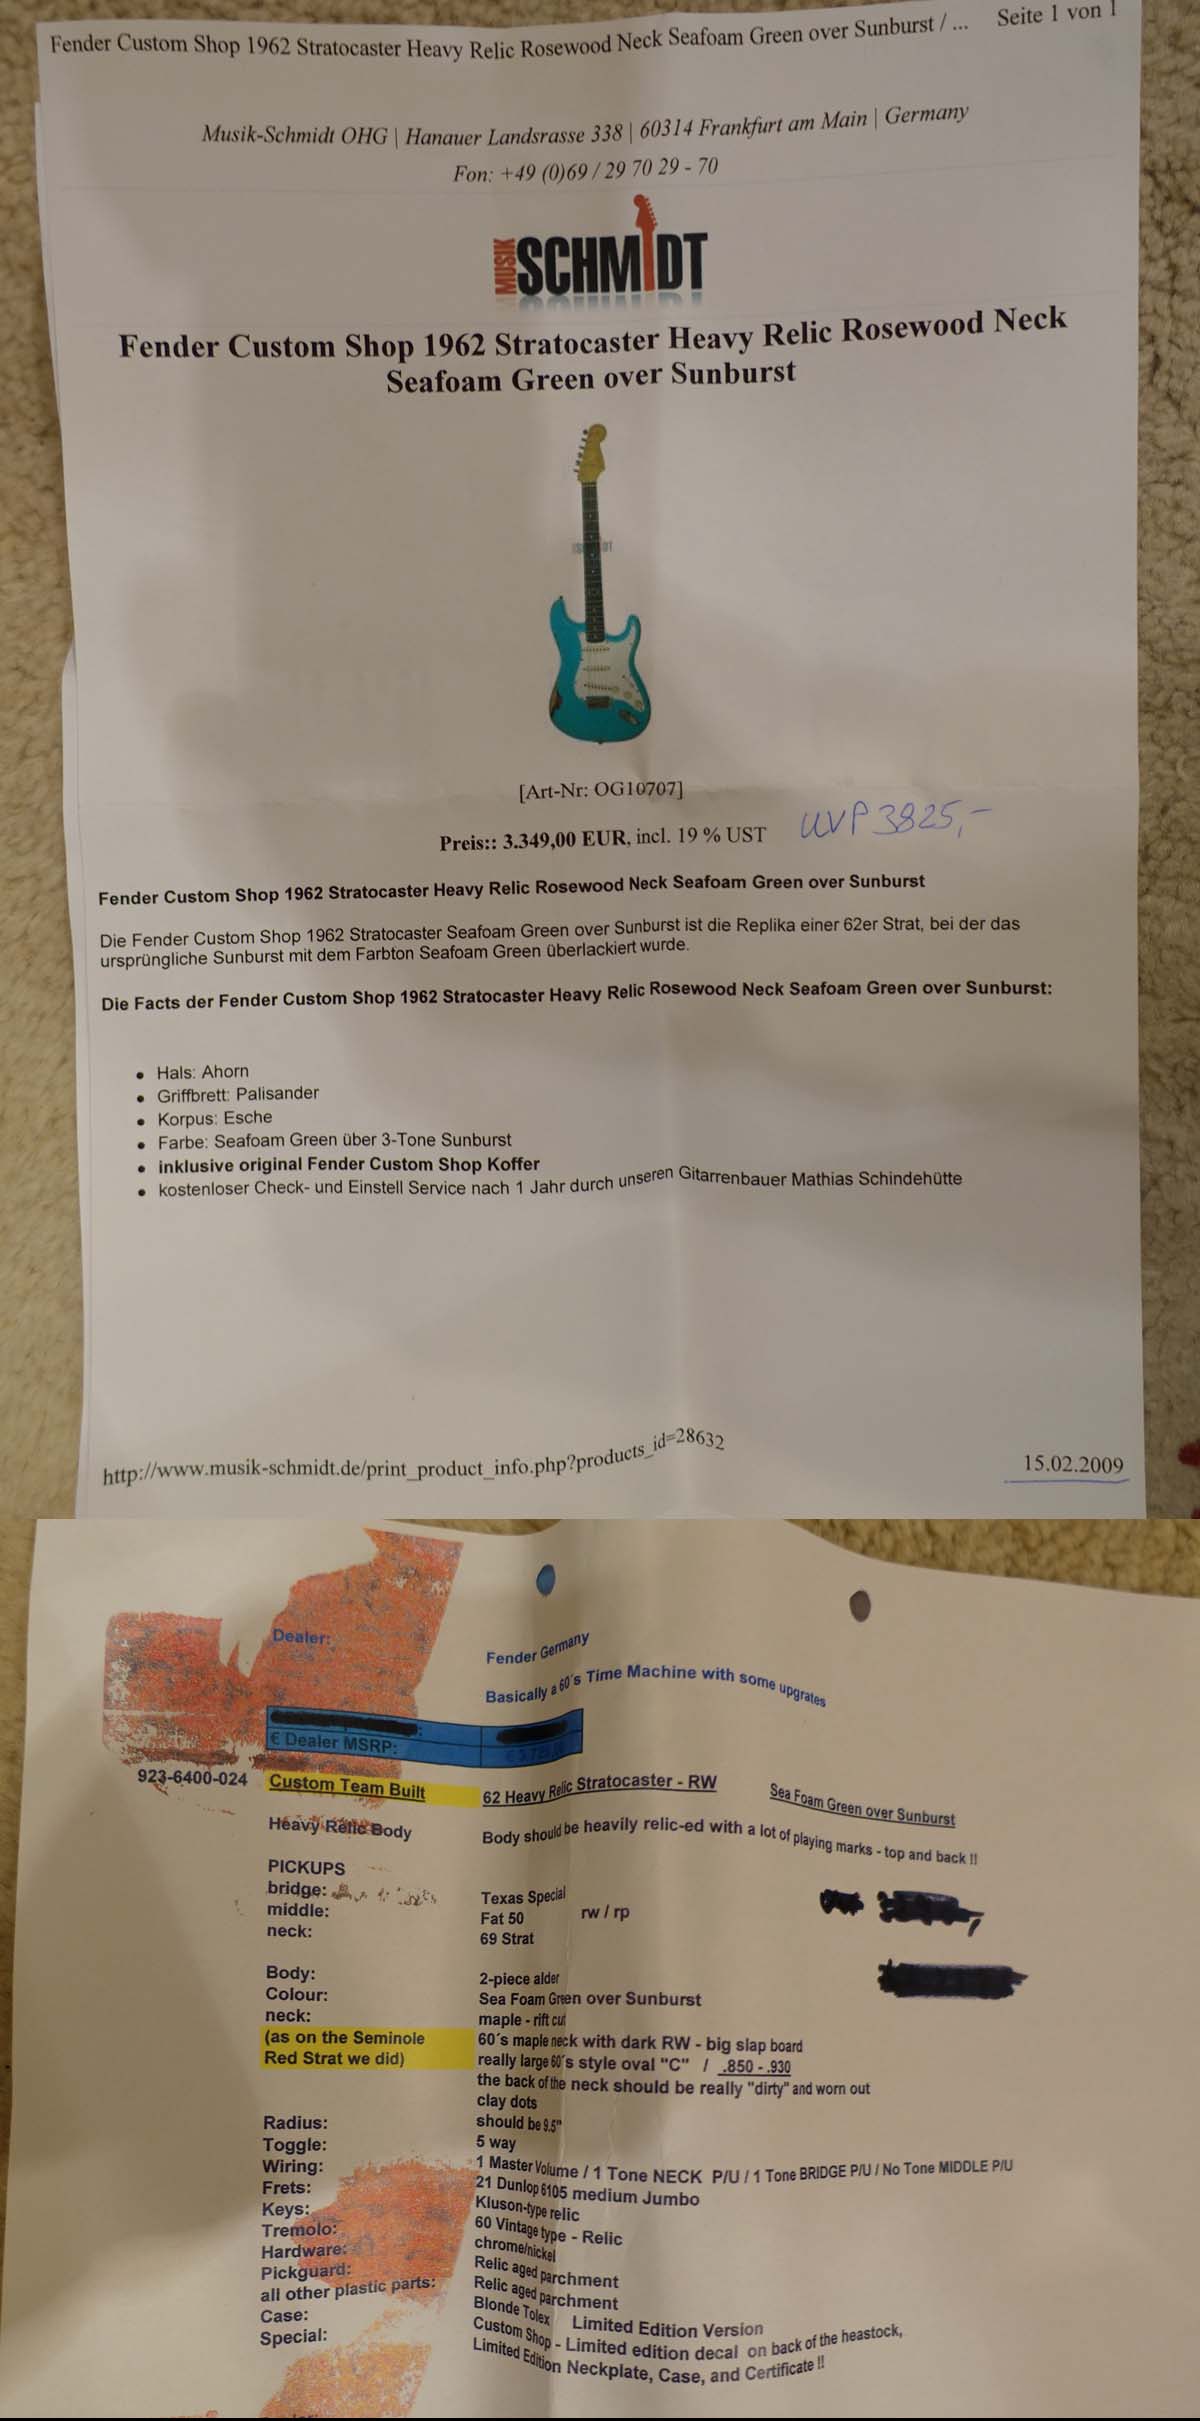 Fender Custom Shop 1962 Stratocaster Heavy Relic Rosewood Neck Seafoam Green over Sunburst / ... Seite 1 von 1
Musik-Schmidt OHG | Hanauer Landsrasse 338 | 60314 Frankfurt am Main | Germany
Fon: +49 (0)69 / 29 70 29 - 70
MUSIK SCHMIDT
Fender Custom Shop 1962 Stratocaster Heavy Relic Rosewood Neck
Seafoam Green over Sunburst
[Art-Nr: OG10707]
Preis:: 3.349,00 EUR, incl. 19 % UST UVP 3825,-
Fender Custom Shop 1962 Stratocaster Heavy Relic Rosewood Neck Seafoam Green over Sunburst
Die Fender Custom Shop 1962 Stratocaster Seafoam Green over Sunburst ist die Replika einer 62er Strat, bei der das
ursprüngliche Sunburst mit dem Farbton Seafoam Green überlackiert wurde.
Die Facts der Fender Custom Shop 1962 Stratocaster Heavy Relic Rosewood Neck Seafoam Green over Sunburst:
• Hals: Ahorn
• Griffbrett: Palisander
• Korpus: Esche
• Farbe: Seafoam Green über 3-Tone Sunburst
• inklusive original Fender Custom Shop Koffer
• kostenloser Check- und Einstell Service nach 1 Jahr durch unseren Gitarrenbauer Mathias Schindehütte
http://www.musik-schmidt.de/print_product_info.php?products_id=28632 15.02.2009
Dealer: Fender Germany
Basically a 60´s Time Machine with some upgrates
€ Dealer MSRP:
923-6400-024 Custom Team Built 62 Heavy Relic Stratocaster - RW Sea Foam Green over Sunburst
Heavy Relic Body Body should be heavily relic-ed with a lot of playing marks - top and back !!
PICKUPS
bridge: Texas Special
middle: Fat 50 rw / rp
neck: 69 Strat
Body: 2-piece alder
Colour: Sea Foam Green over Sunburst
neck: maple - rift cut
(as on the Seminole 60´s maple neck with dark RW - big slap board
Red Strat we did) really large 60´s style oval "C" / .850 - .930
the back of the neck should be really "dirty" and worn out
clay dots
Radius: should be 9.5"
Toggle: 5 way
Wiring: 1 Master Volume / 1 Tone NECK P/U / 1 Tone BRIDGE P/U / No Tone MIDDLE P/U
Frets: 21 Dunlop 6105 medium Jumbo
Keys: Kluson-type relic
Tremolo: 60 Vintage type - Relic
Hardware: chrome/nickel
Pickguard: Relic aged parchment
all other plastic parts: Relic aged parchment
Case: Blonde Tolex Limited Edition Version
Special: Custom Shop - Limited edition decal on back of the heastock,
Limited Edition Neckplate, Case, and Certificate !!